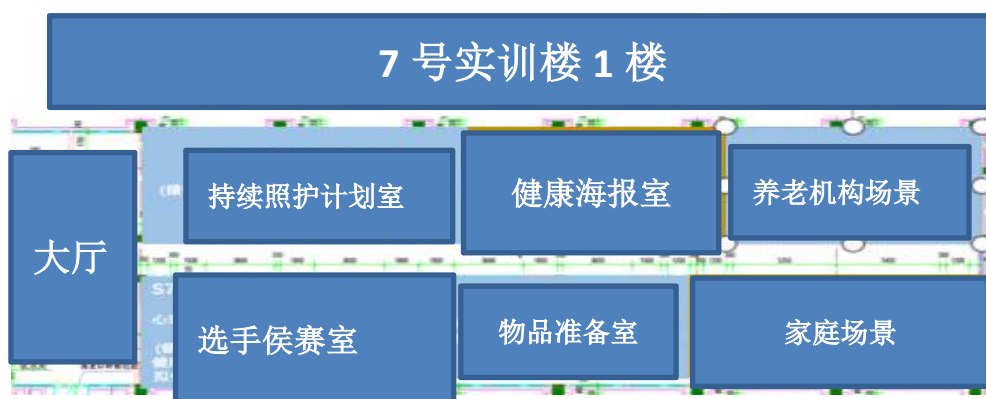 7 号实训楼 1 楼
持续照护计划室
健康海报室
养老机构场景
大厅
选手侯赛室
物品准备室
家庭场景